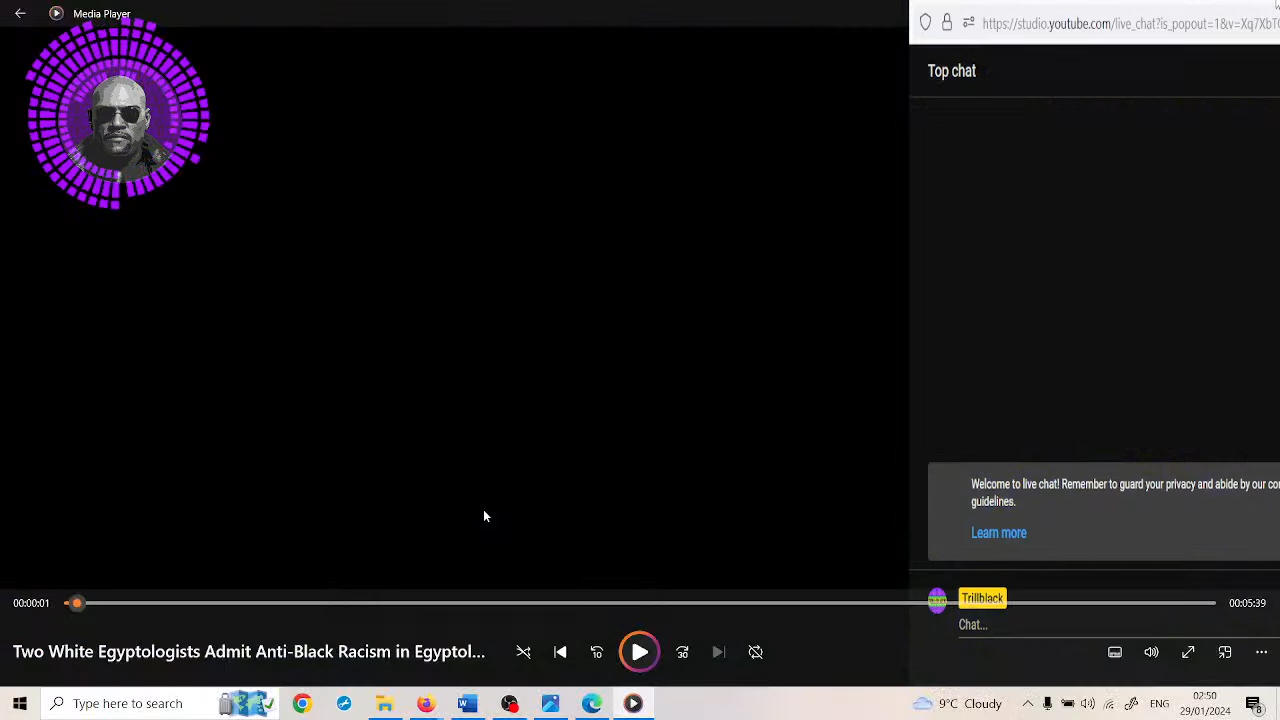 Media Player
https://studio.youtube.com/live_chat?is_popout=1&v=Xq7XbT
Top chat
Welcome to live chat! Remember to guard your privacy and abide by our co
guidelines.
Learn more
00:00:01
00:05:39
Trillblack
Chat...
Two White Egyptologists Admit Anti-Black Racism in Egyptol...
10
30
Type here to search
9°C Cloudy
ENG
02:50
29/01/2024